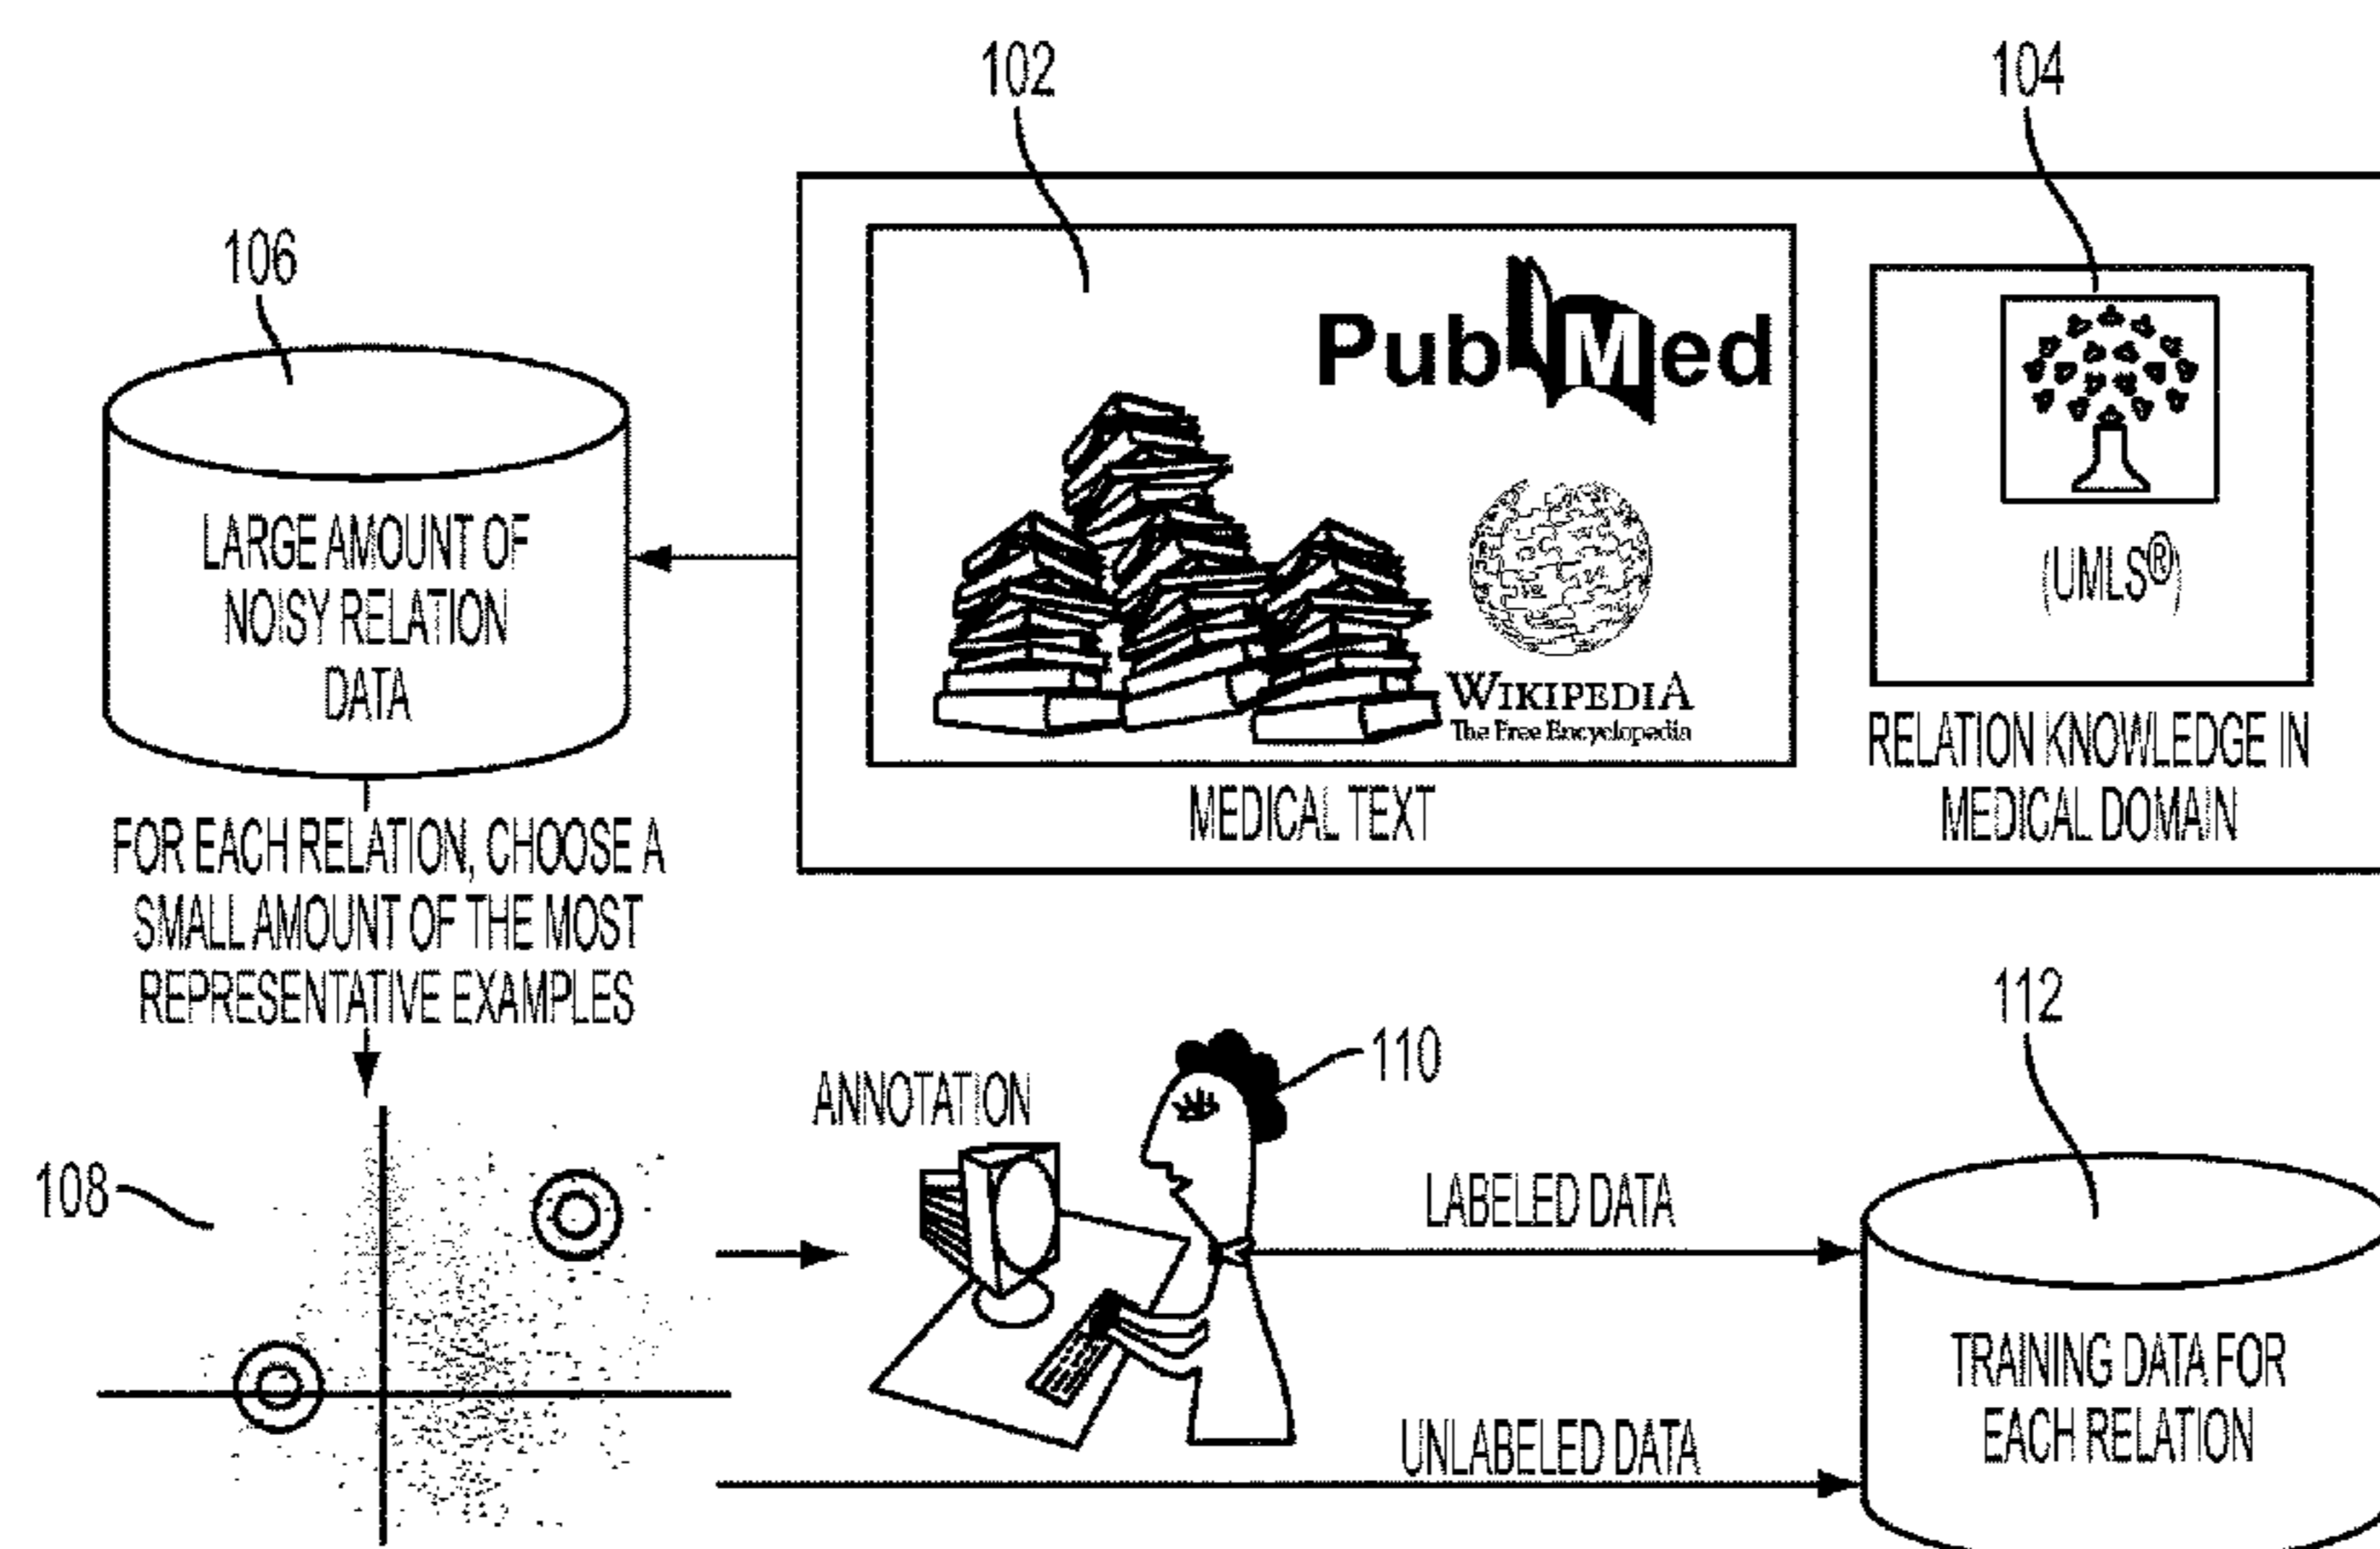 102
104
106
PubMed
LARGE AMOUNT OF
NOISY RELATION
DATA
(UMLS®)
WIKIPEDIA
The Free Encyclopedia
MEDICAL TEXT
RELATION KNOWLEDGE IN
MEDICAL DOMAIN
FOR EACH RELATION, CHOOSE A
SMALL AMOUNT OF THE MOST
REPRESENTATIVE EXAMPLES
108
ANNOTATION
110
112
LABELED DATA
UNLABELED DATA
TRAINING DATA FOR
EACH RELATION